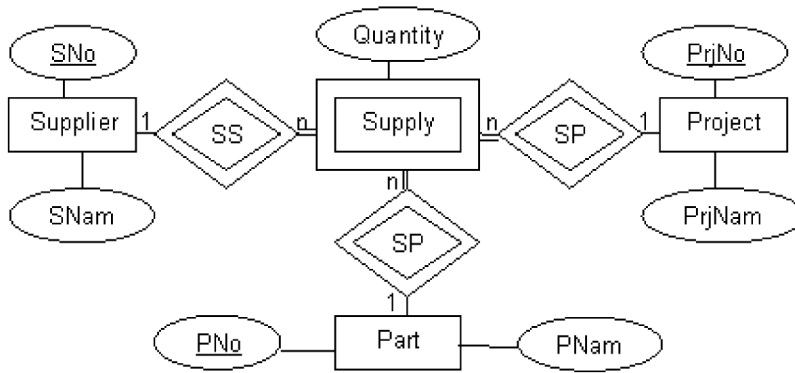 SNo
Quantity
PrjNo
Supplier
1
SS
n
Supply
n
SP
1
Project
SNam
n
PrjNam
SP
1
PNo
Part
PNam